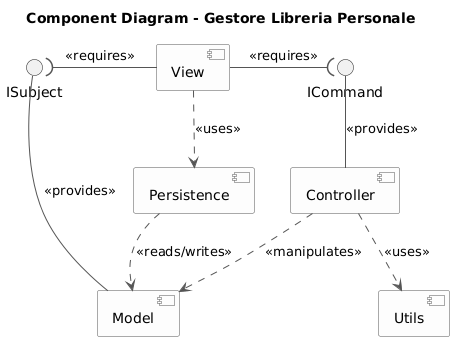 Component Diagram - Gestore Libreria Personale
«requires» «requires»
View
ISubject ICommand
«uses» «provides»
«provides» Persistence Controller
«reads/writes» «manipulates» «uses»
Model Utils